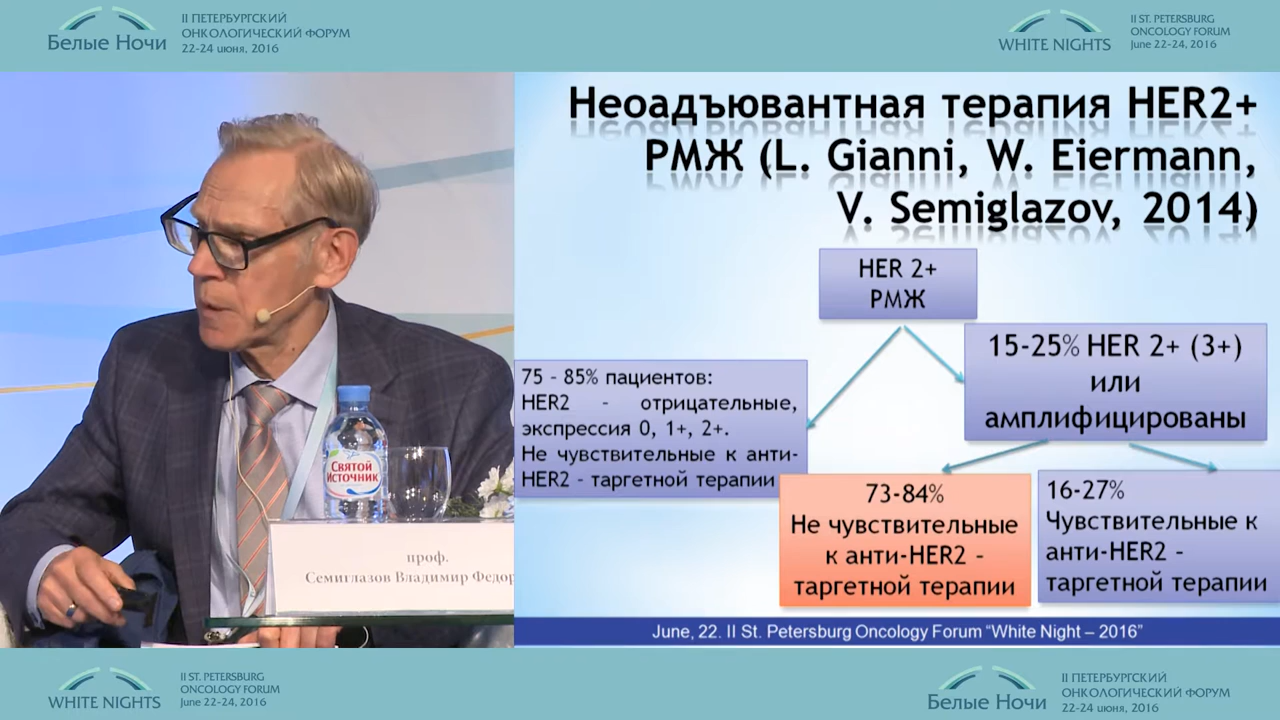 Белые Ночи
II ПЕТЕРБУРГСКИЙ
ОНКОЛОГИЧЕСКИЙ ФОРУМ
22-24 июня, 2016
WHITE NIGHTS
II ST. PETERSBURG
ONCOLOGY FORUM
June 22-24, 2016
Неоадъювантная терапия HER2+
РМЖ (L. Gianni, W. Eiermann,
V. Semiglazov, 2014)
HER 2+
РМЖ
15-25% HER 2+ (3+)
или
амплифицированы
75 - 85% пациентов:
HER2 - отрицательные,
экспрессия 0, 1+, 2+.
Не чувствительные к анти-
HER2 - таргетной терапии
73-84%
Не чувствительные
к анти-HER2 –
таргетной терапии
16-27%
Чувствительные к
анти-HER2 –
таргетной терапии
June, 22. II St. Petersburg Oncology Forum “White Night – 2016”
Святой
Источник
проф.
Семиглазов Владимир Федор
WHITE NIGHTS
II ST. PETERSBURG
ONCOLOGY FORUM
June 22-24, 2016
Белые Ночи
II ПЕТЕРБУРГСКИЙ
ОНКОЛОГИЧЕСКИЙ ФОРУМ
22-24 июня, 2016